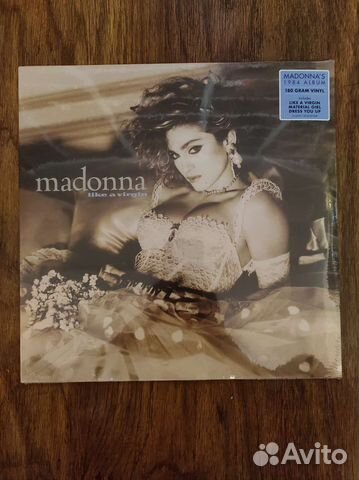 MADONNA'S
1984 ALBUM
180 GRAM VINYL
LIKE A VIRGIN
MATERIAL GIRL
DRESS YOU UP
madonna
like a virgin
Avito